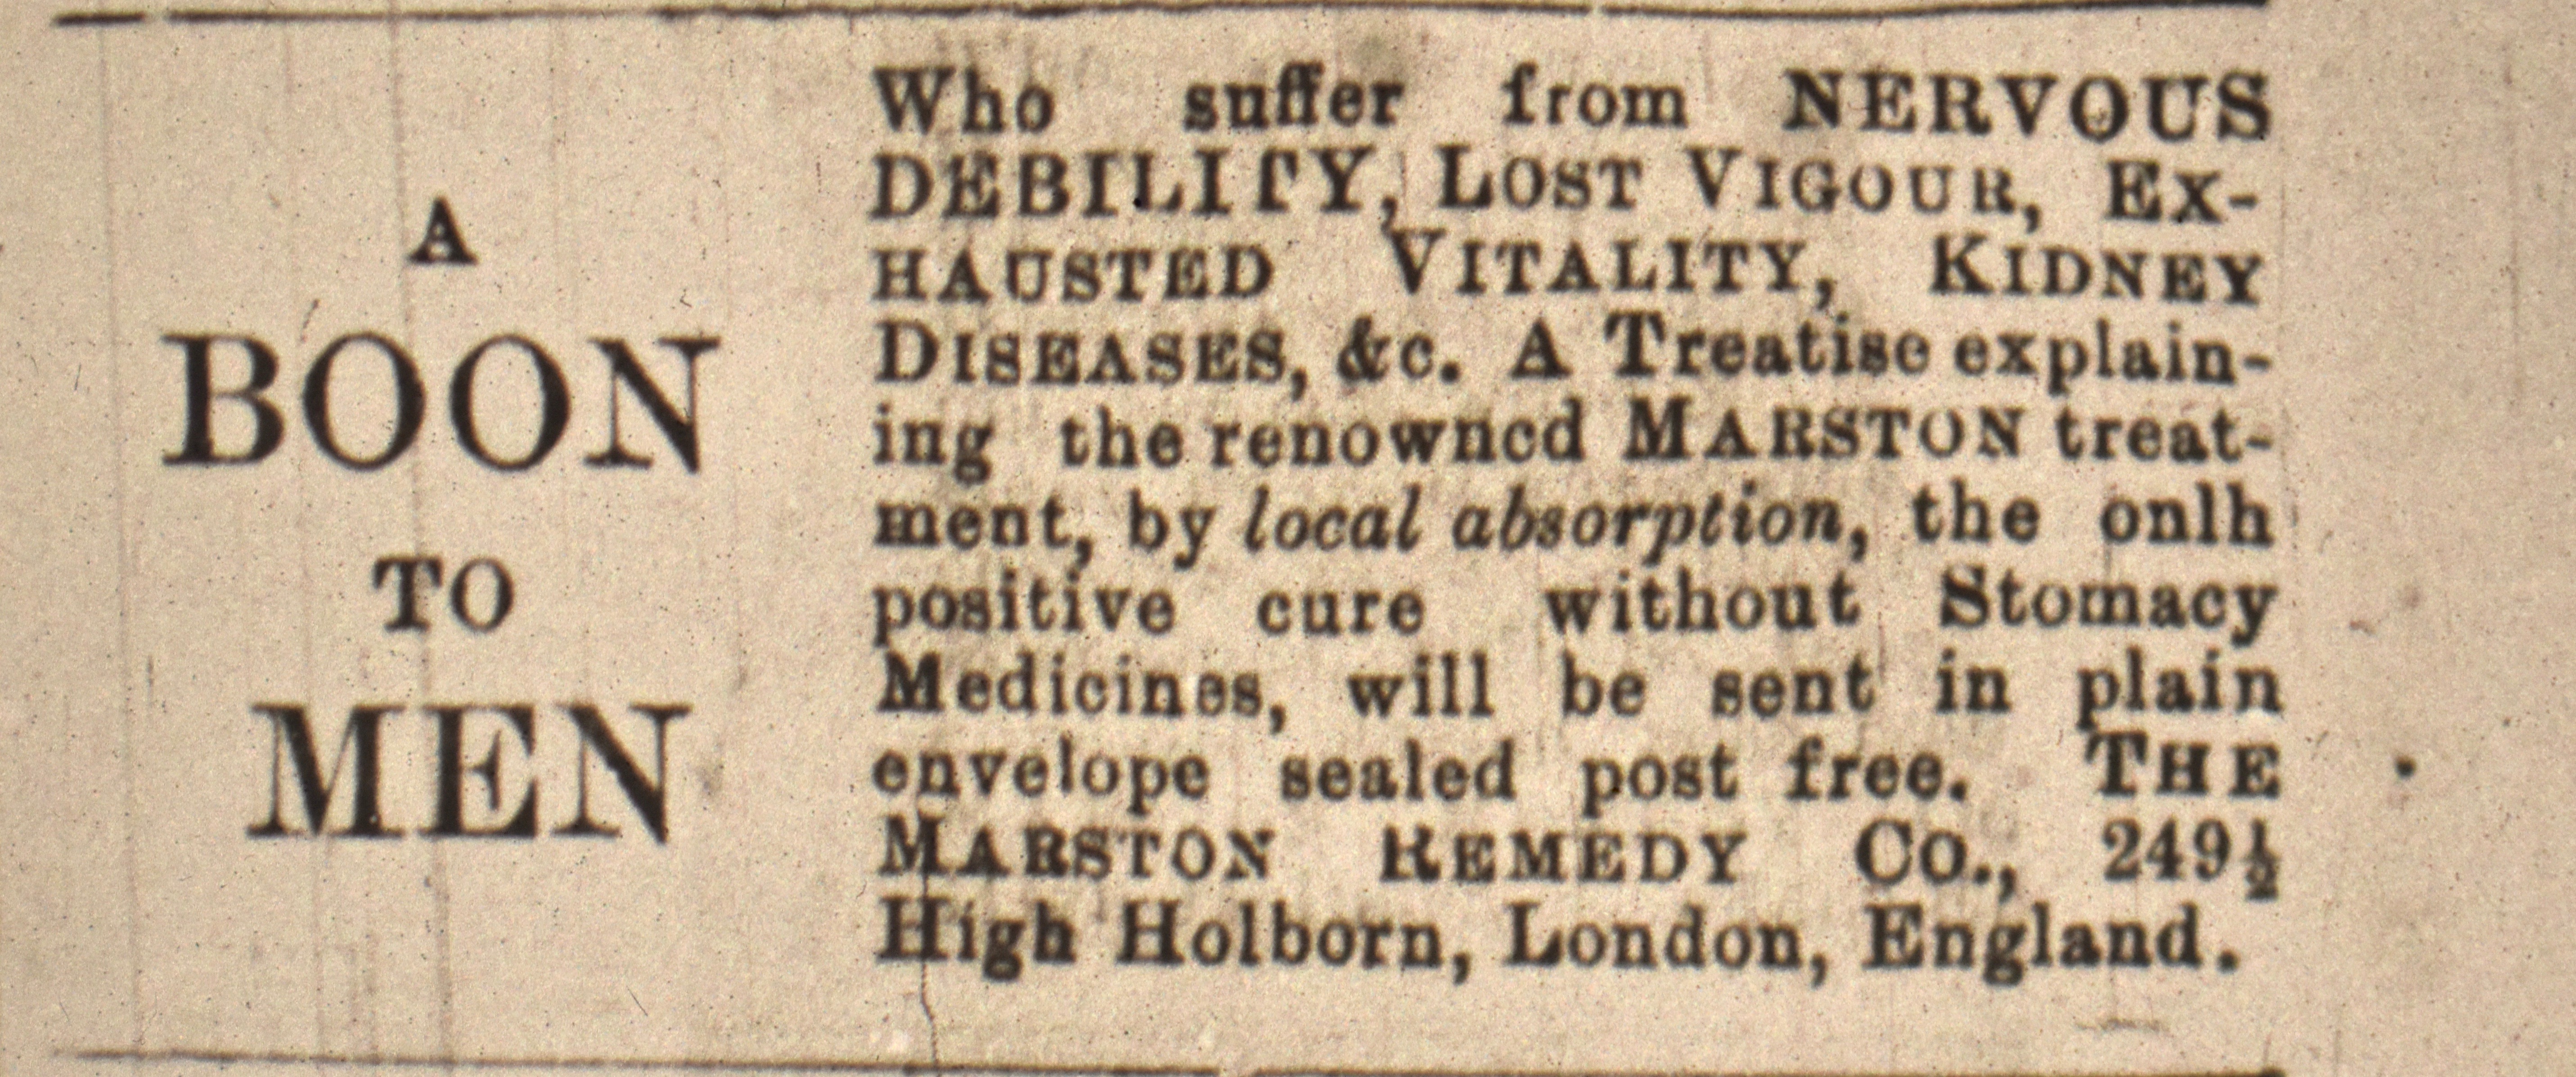 A
BOON
TO
MEN
Who suffer from NERVOUS
DEBILITY, LOST VIGOUR, EX-
HAUSTED VITALITY, KIDNEY
DISEASES, &c. A Treatise explain-
ing the renowned MARSTON treat-
ment, by local absorption, the onlh
positive cure without Stomacy
Medicines, will be sent in plain
envelope sealed post free. THE
MARSTON REMEDY CO., 249½
High Holborn, London, England.